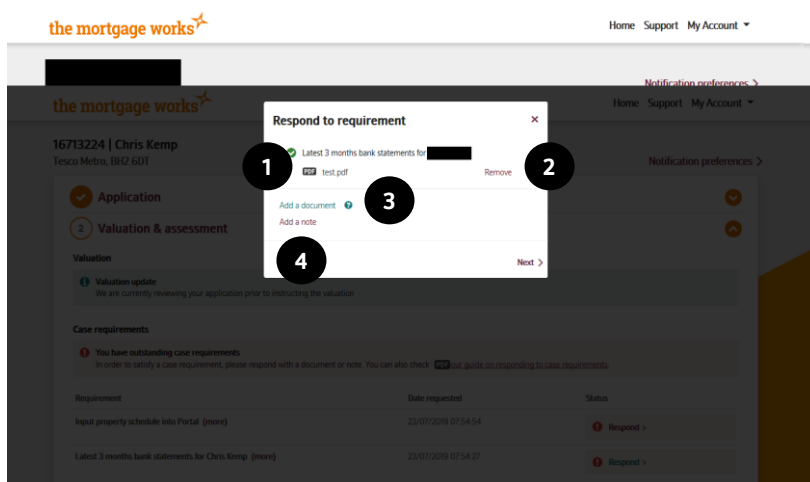 the mortgage works
Home Support My Account
Notification preferences >
the mortgage works
Home Support My Account
16713224 | Chris Kemp
Tesco Metro, BH2 6DT
Notification preferences >
Respond to requirement ×
1
Latest 3 months bank statements for
PDF test.pdf
Remove
2
Add a document ?
3
Add a note
4
Next >
Application
2 Valuation & assessment
Valuation
Valuation update
We are currently reviewing your application prior to instructing the valuation
Case requirements
You have outstanding case requirements
In order to satisfy a case requirement, please respond with a document or note. You can also check PDF our guide on responding to case requirements.
Requirement Date requested Status
Input property schedule into Portal (more) 23/07/2019 07:54:54 Respond >
Latest 3 months bank statements for Chris Kemp (more) 22/07/2019 07:54:27 Respond >